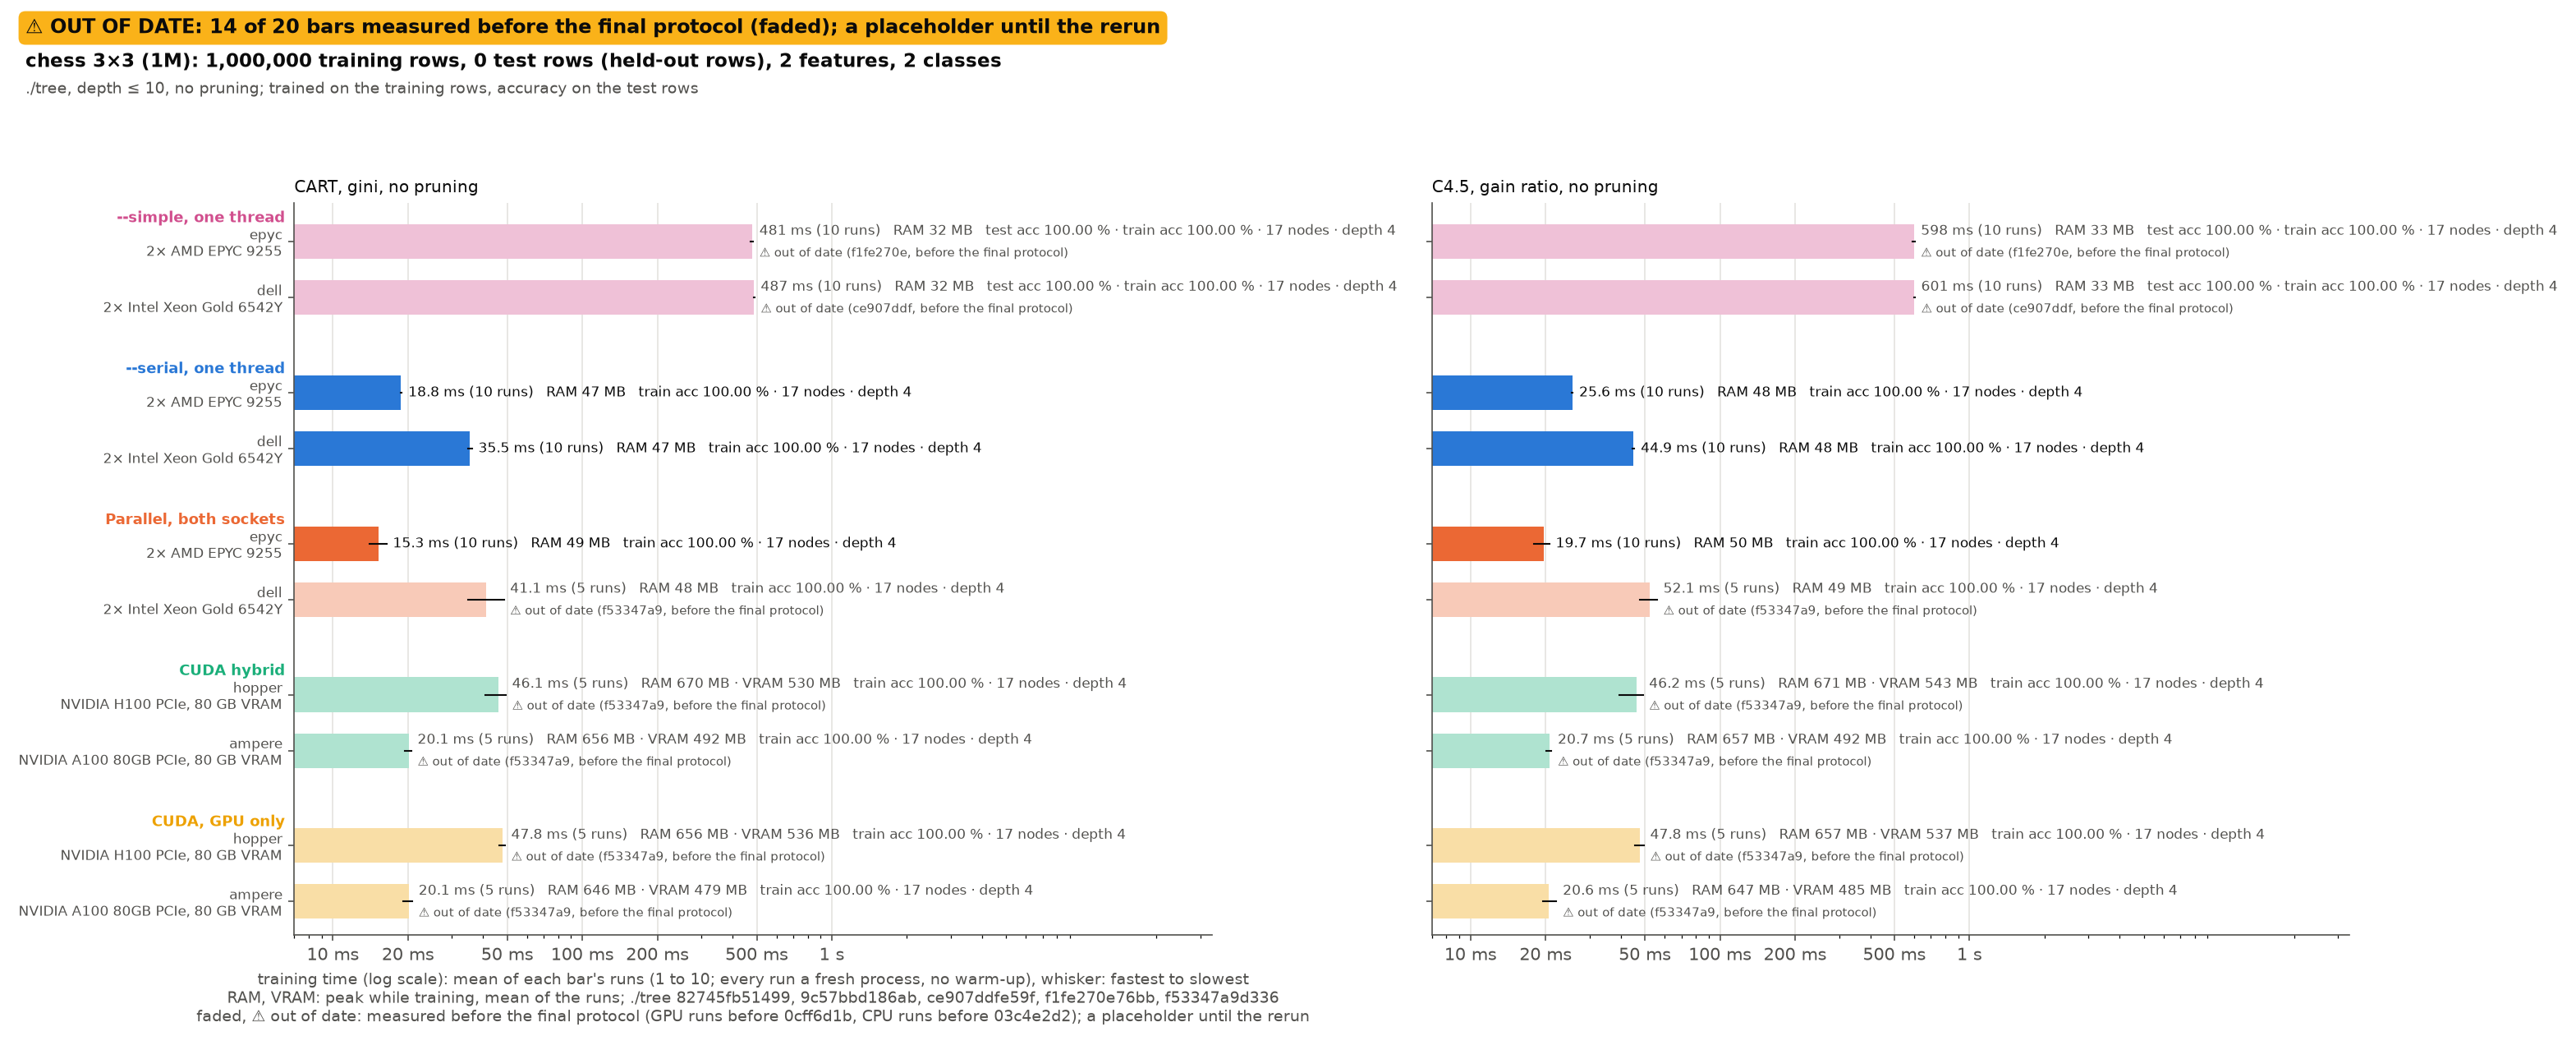 ⚠ OUT OF DATE: 14 of 20 bars measured before the final protocol (faded); a placeholder until the rerun
chess 3×3 (1M): 1,000,000 training rows, 0 test rows (held-out rows), 2 features, 2 classes
./tree, depth ≤ 10, no pruning; trained on the training rows, accuracy on the test rows
CART, gini, no pruning
--simple, one thread
epyc
2× AMD EPYC 9255
481 ms (10 runs) RAM 32 MB test acc 100.00 % · train acc 100.00 % · 17 nodes · depth 4
⚠ out of date (f1fe270e, before the final protocol)
dell
2× Intel Xeon Gold 6542Y
487 ms (10 runs) RAM 32 MB test acc 100.00 % · train acc 100.00 % · 17 nodes · depth 4
⚠ out of date (ce907ddf, before the final protocol)
--serial, one thread
epyc
2× AMD EPYC 9255
18.8 ms (10 runs) RAM 47 MB train acc 100.00 % · 17 nodes · depth 4
dell
2× Intel Xeon Gold 6542Y
35.5 ms (10 runs) RAM 47 MB train acc 100.00 % · 17 nodes · depth 4
Parallel, both sockets
epyc
2× AMD EPYC 9255
15.3 ms (10 runs) RAM 49 MB train acc 100.00 % · 17 nodes · depth 4
dell
2× Intel Xeon Gold 6542Y
41.1 ms (5 runs) RAM 48 MB train acc 100.00 % · 17 nodes · depth 4
⚠ out of date (f53347a9, before the final protocol)
CUDA hybrid
hopper
NVIDIA H100 PCIe, 80 GB VRAM
46.1 ms (5 runs) RAM 670 MB · VRAM 530 MB train acc 100.00 % · 17 nodes · depth 4
⚠ out of date (f53347a9, before the final protocol)
ampere
NVIDIA A100 80GB PCIe, 80 GB VRAM
20.1 ms (5 runs) RAM 656 MB · VRAM 492 MB train acc 100.00 % · 17 nodes · depth 4
⚠ out of date (f53347a9, before the final protocol)
CUDA, GPU only
hopper
NVIDIA H100 PCIe, 80 GB VRAM
47.8 ms (5 runs) RAM 656 MB · VRAM 536 MB train acc 100.00 % · 17 nodes · depth 4
⚠ out of date (f53347a9, before the final protocol)
ampere
NVIDIA A100 80GB PCIe, 80 GB VRAM
20.1 ms (5 runs) RAM 646 MB · VRAM 479 MB train acc 100.00 % · 17 nodes · depth 4
⚠ out of date (f53347a9, before the final protocol)
10 ms 20 ms 50 ms 100 ms 200 ms 500 ms 1 s
training time (log scale): mean of each bar's runs (1 to 10; every run a fresh process, no warm-up), whisker: fastest to slowest
RAM, VRAM: peak while training, mean of the runs; ./tree 82745fb51499, 9c57bbd186ab, ce907ddfe59f, f1fe270e76bb, f53347a9d336
faded, ⚠ out of date: measured before the final protocol (GPU runs before 0cff6d1b, CPU runs before 03c4e2d2); a placeholder until the rerun
C4.5, gain ratio, no pruning
598 ms (10 runs) RAM 33 MB test acc 100.00 % · train acc 100.00 % · 17 nodes · depth 4
⚠ out of date (f1fe270e, before the final protocol)
601 ms (10 runs) RAM 33 MB test acc 100.00 % · train acc 100.00 % · 17 nodes · depth 4
⚠ out of date (ce907ddf, before the final protocol)
25.6 ms (10 runs) RAM 48 MB train acc 100.00 % · 17 nodes · depth 4
44.9 ms (10 runs) RAM 48 MB train acc 100.00 % · 17 nodes · depth 4
19.7 ms (10 runs) RAM 50 MB train acc 100.00 % · 17 nodes · depth 4
52.1 ms (5 runs) RAM 49 MB train acc 100.00 % · 17 nodes · depth 4
⚠ out of date (f53347a9, before the final protocol)
46.2 ms (5 runs) RAM 671 MB · VRAM 543 MB train acc 100.00 % · 17 nodes · depth 4
⚠ out of date (f53347a9, before the final protocol)
20.7 ms (5 runs) RAM 657 MB · VRAM 492 MB train acc 100.00 % · 17 nodes · depth 4
⚠ out of date (f53347a9, before the final protocol)
47.8 ms (5 runs) RAM 657 MB · VRAM 537 MB train acc 100.00 % · 17 nodes · depth 4
⚠ out of date (f53347a9, before the final protocol)
20.6 ms (5 runs) RAM 647 MB · VRAM 485 MB train acc 100.00 % · 17 nodes · depth 4
⚠ out of date (f53347a9, before the final protocol)
10 ms 20 ms 50 ms 100 ms 200 ms 500 ms 1 s